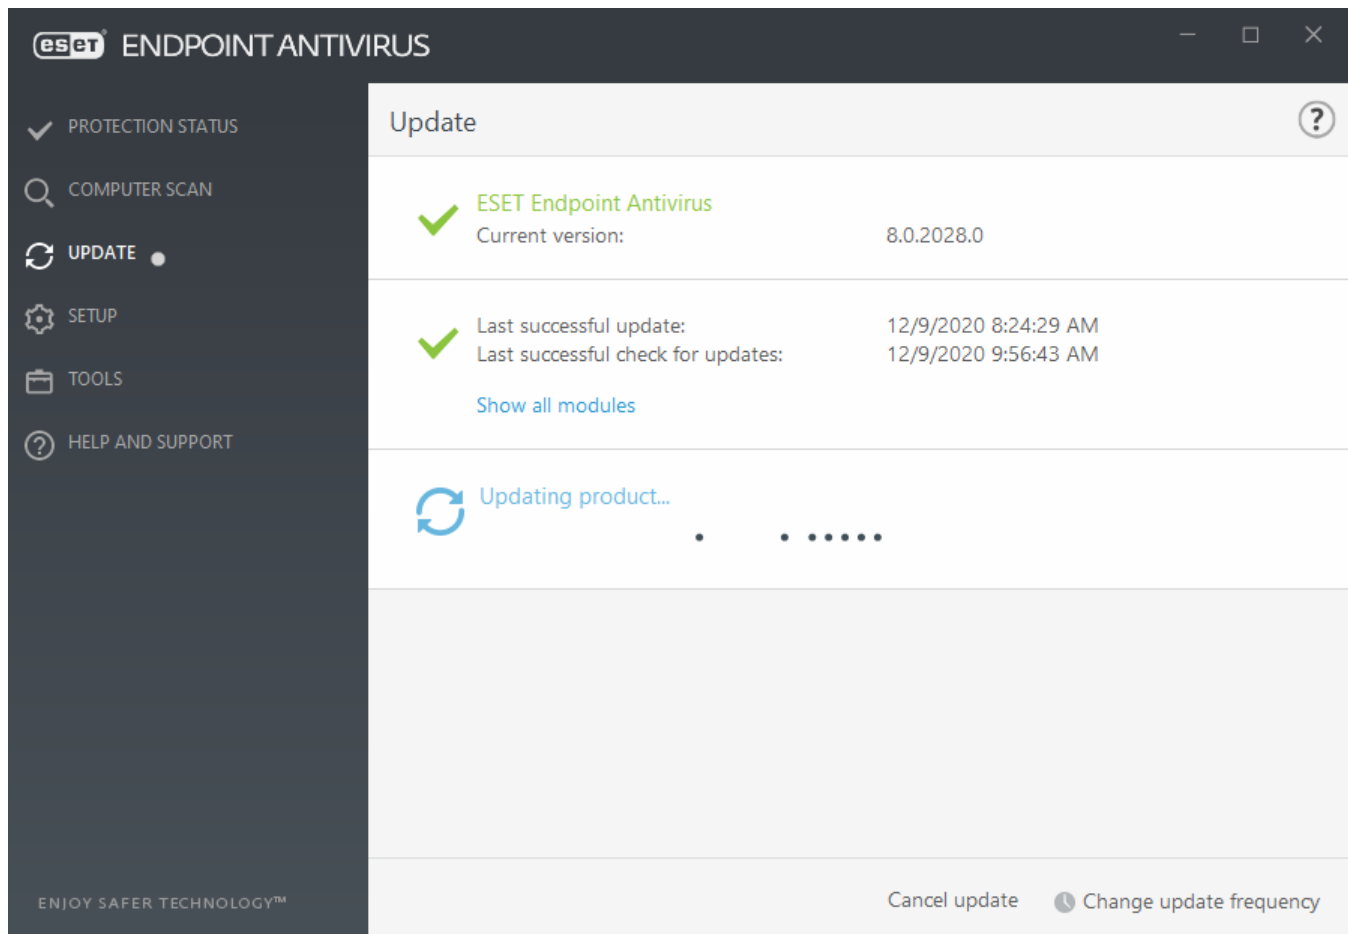 eseT ENDPOINT ANTIVIRUS
PROTECTION STATUS
COMPUTER SCAN
UPDATE
SETUP
TOOLS
HELP AND SUPPORT
ENJOY SAFER TECHNOLOGY™
Update
?
ESET Endpoint Antivirus
Current version: 8.0.2028.0
Last successful update: 12/9/2020 8:24:29 AM
Last successful check for updates: 12/9/2020 9:56:43 AM
Show all modules
Updating product...
Cancel update Change update frequency